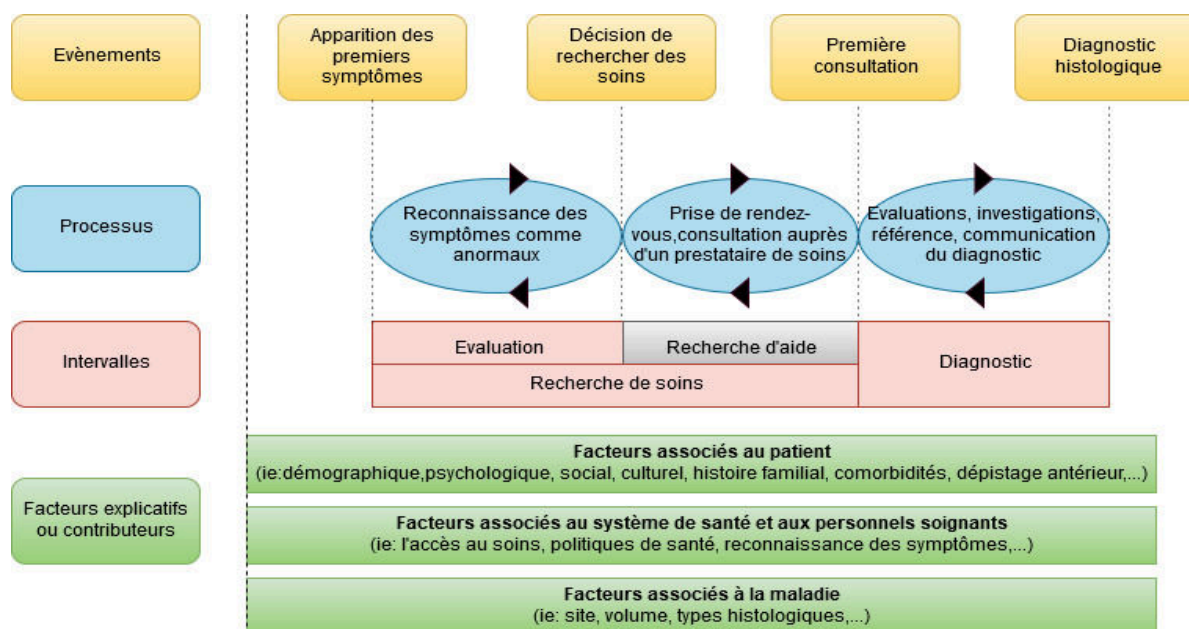 Evènements
Apparition des
premiers
symptômes
Décision de
rechercher des
soins
Première
consultation
Diagnostic
histologique
Processus
Reconnaissance des
symptômes comme
anormaux
Prise de rendez-
vous,consultation auprès
d'un prestataire de soins
Evaluations, investigations,
référence, communication
du diagnostic
Intervalles
Evaluation
Recherche d'aide
Recherche de soins
Diagnostic
Facteurs explicatifs
ou contributeurs
Facteurs associés au patient
(ie:démographique,psychologique, social, culturel, histoire familial, comorbidités, dépistage antérieur,...)
Facteurs associés au système de santé et aux personnels soignants
(ie: l'accès au soins, politiques de santé, reconnaissance des symptômes,...)
Facteurs associés à la maladie
(ie: site, volume, types histologiques,...)